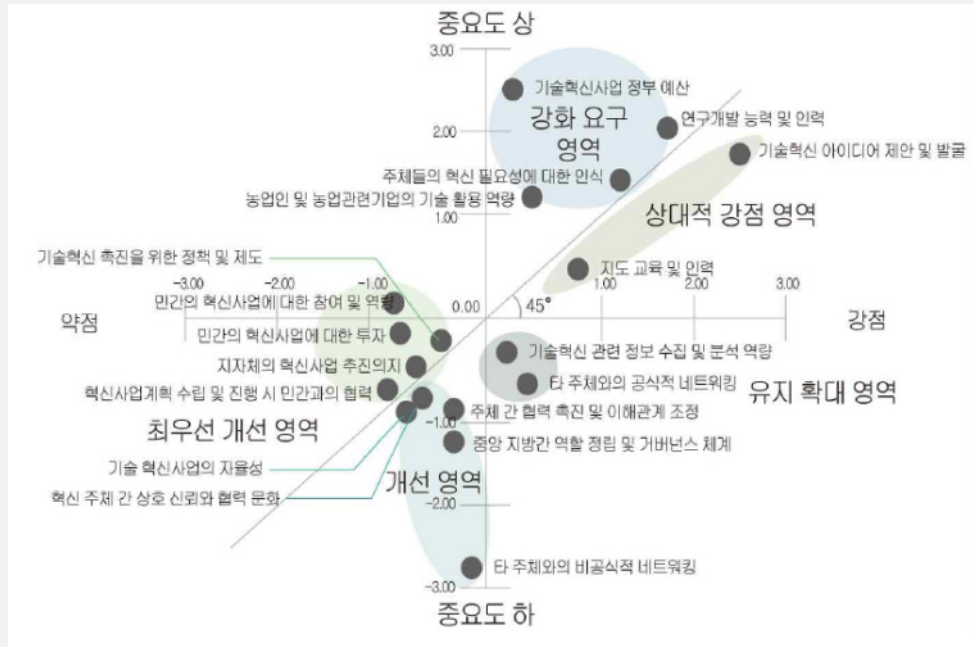 중요도 상
3.00
기술혁신사업 정부 예산
강화 요구
영역
연구개발 능력 및 인력
2.00
기술혁신 아이디어 제안 및 발굴
주체들의 혁신 필요성에 대한 인식
농업인 및 농업관련기업의 기술 활용 역량
1.00
상대적 강점 영역
기술혁신 촉진을 위한 정책 및 제도
지도 교육 및 인력
-3.00 -2.00 -1.00 1.00 2.00 3.00
민간의 혁신사업에 대한 참여 및 역량
0.00
45°
약점
강점
민간의 혁신사업에 대한 투자
기술혁신 관련 정보 수집 및 분석 역량
지자체의 혁신사업 추진의지
타 주체와의 공식적 네트워킹
유지 확대 영역
혁신사업계획 수립 및 진행 시 민간과의 협력
주체 간 협력 촉진 및 이해관계 조정
-1.00
최우선 개선 영역
중앙 지방간 역할 정립 및 거버넌스 체계
기술 혁신사업의 자율성
개선 영역
혁신 주체 간 상호 신뢰와 협력 문화
-2.00
타 주체와의 비공식적 네트워킹
-3.00
중요도 하